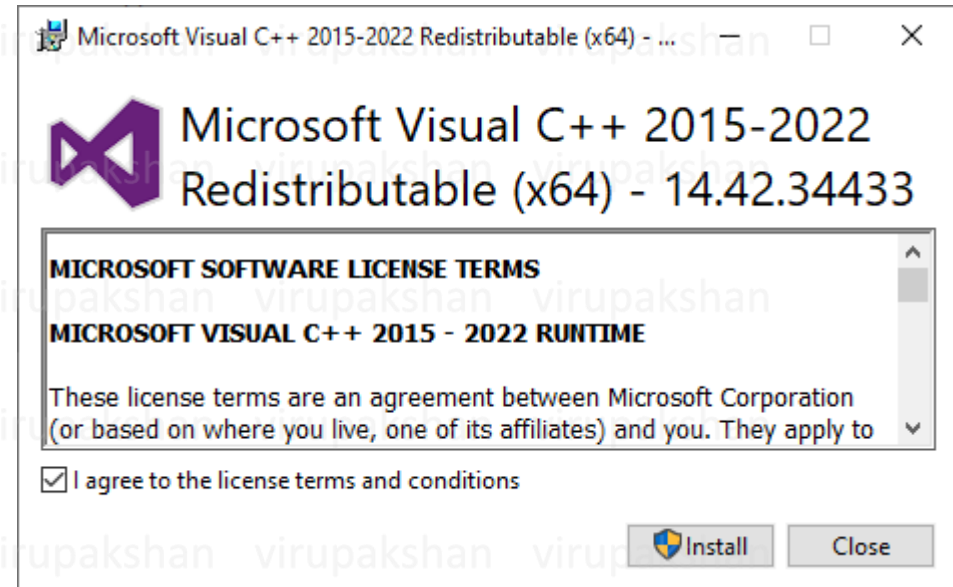 Microsoft Visual C++ 2015-2022 Redistributable (x64) - ...
Microsoft Visual C++ 2015-2022
Redistributable (x64) - 14.42.34433
MICROSOFT SOFTWARE LICENSE TERMS
MICROSOFT VISUAL C++ 2015 - 2022 RUNTIME
These license terms are an agreement between Microsoft Corporation
(or based on where you live, one of its affiliates) and you. They apply to
I agree to the license terms and conditions
Install Close
virupakshan virupakshan virupakshan